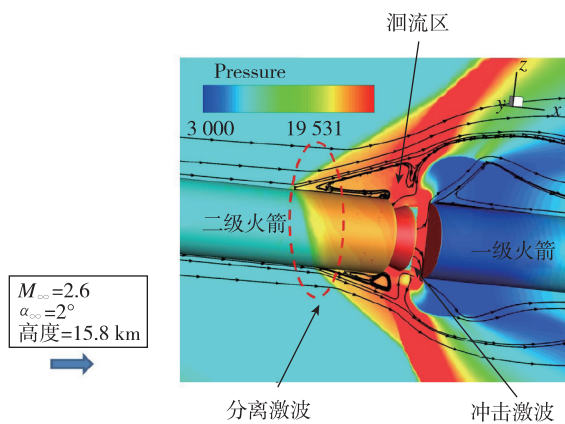 洄流区
Pressure
3 000 19 531
z
y
x
二级火箭
一级火箭
M∞=2.6
α∞=2°
高度=15.8 km
分离激波
冲击激波